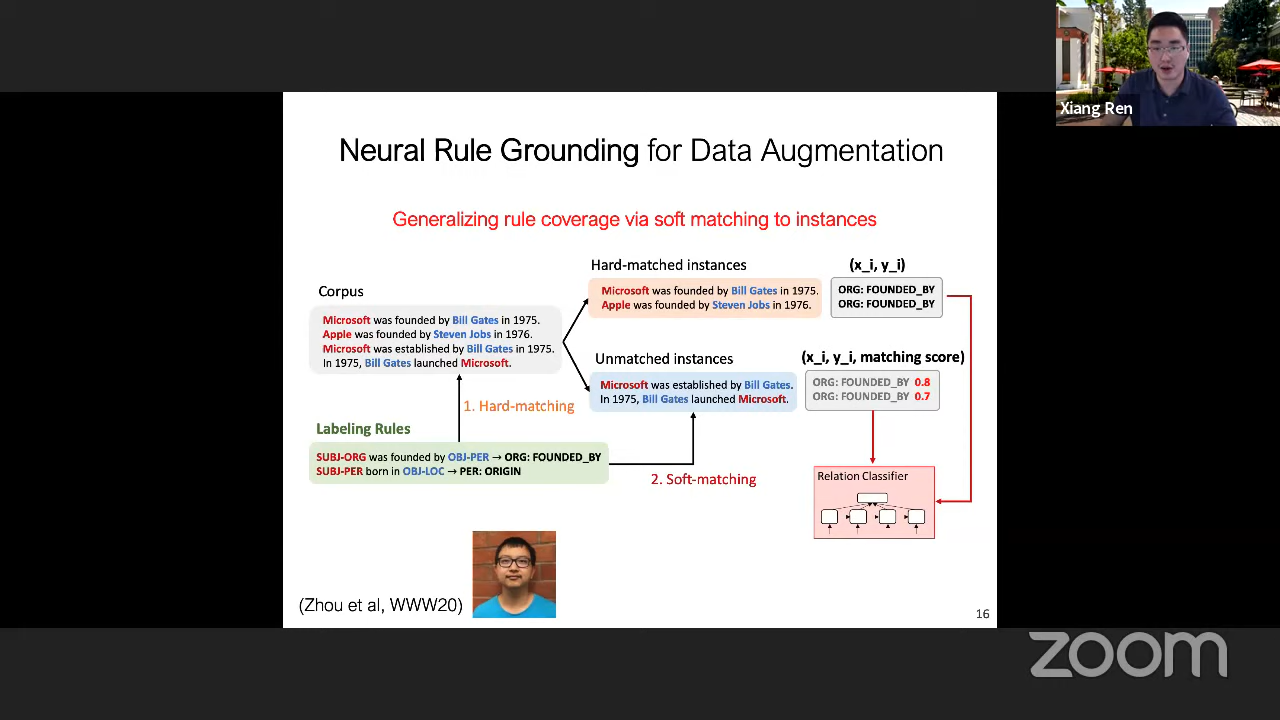 Xiang Ren
Neural Rule Grounding for Data Augmentation
Generalizing rule coverage via soft matching to instances
Corpus
Microsoft was founded by Bill Gates in 1975.
Apple was founded by Steven Jobs in 1976.
Microsoft was established by Bill Gates in 1975.
In 1975, Bill Gates launched Microsoft.
1. Hard-matching
Labeling Rules
SUBJ-ORG was founded by OBJ-PER → ORG: FOUNDED_BY
SUBJ-PER born in OBJ-LOC → PER: ORIGIN
Hard-matched instances
Microsoft was founded by Bill Gates in 1975.
Apple was founded by Steven Jobs in 1976.
(x_i, y_i)
ORG: FOUNDED_BY
ORG: FOUNDED_BY
Unmatched instances
Microsoft was established by Bill Gates.
In 1975, Bill Gates launched Microsoft.
(x_i, y_i, matching score)
ORG: FOUNDED_BY 0.8
ORG: FOUNDED_BY 0.7
2. Soft-matching
Relation Classifier
(Zhou et al, WWW20)
16
zoom